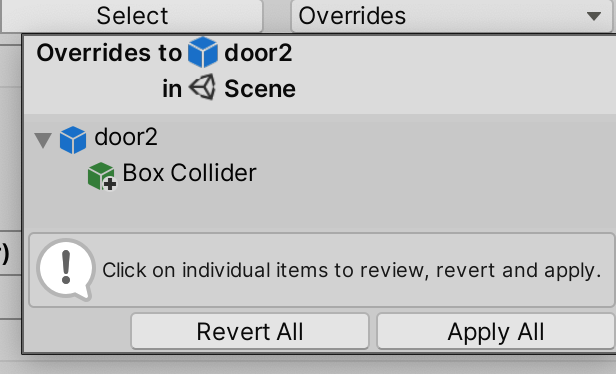 Select
Overrides
Overrides to door2
in Scene
door2
Box Collider
)
Click on individual items to review, revert and apply.
Revert All
Apply All